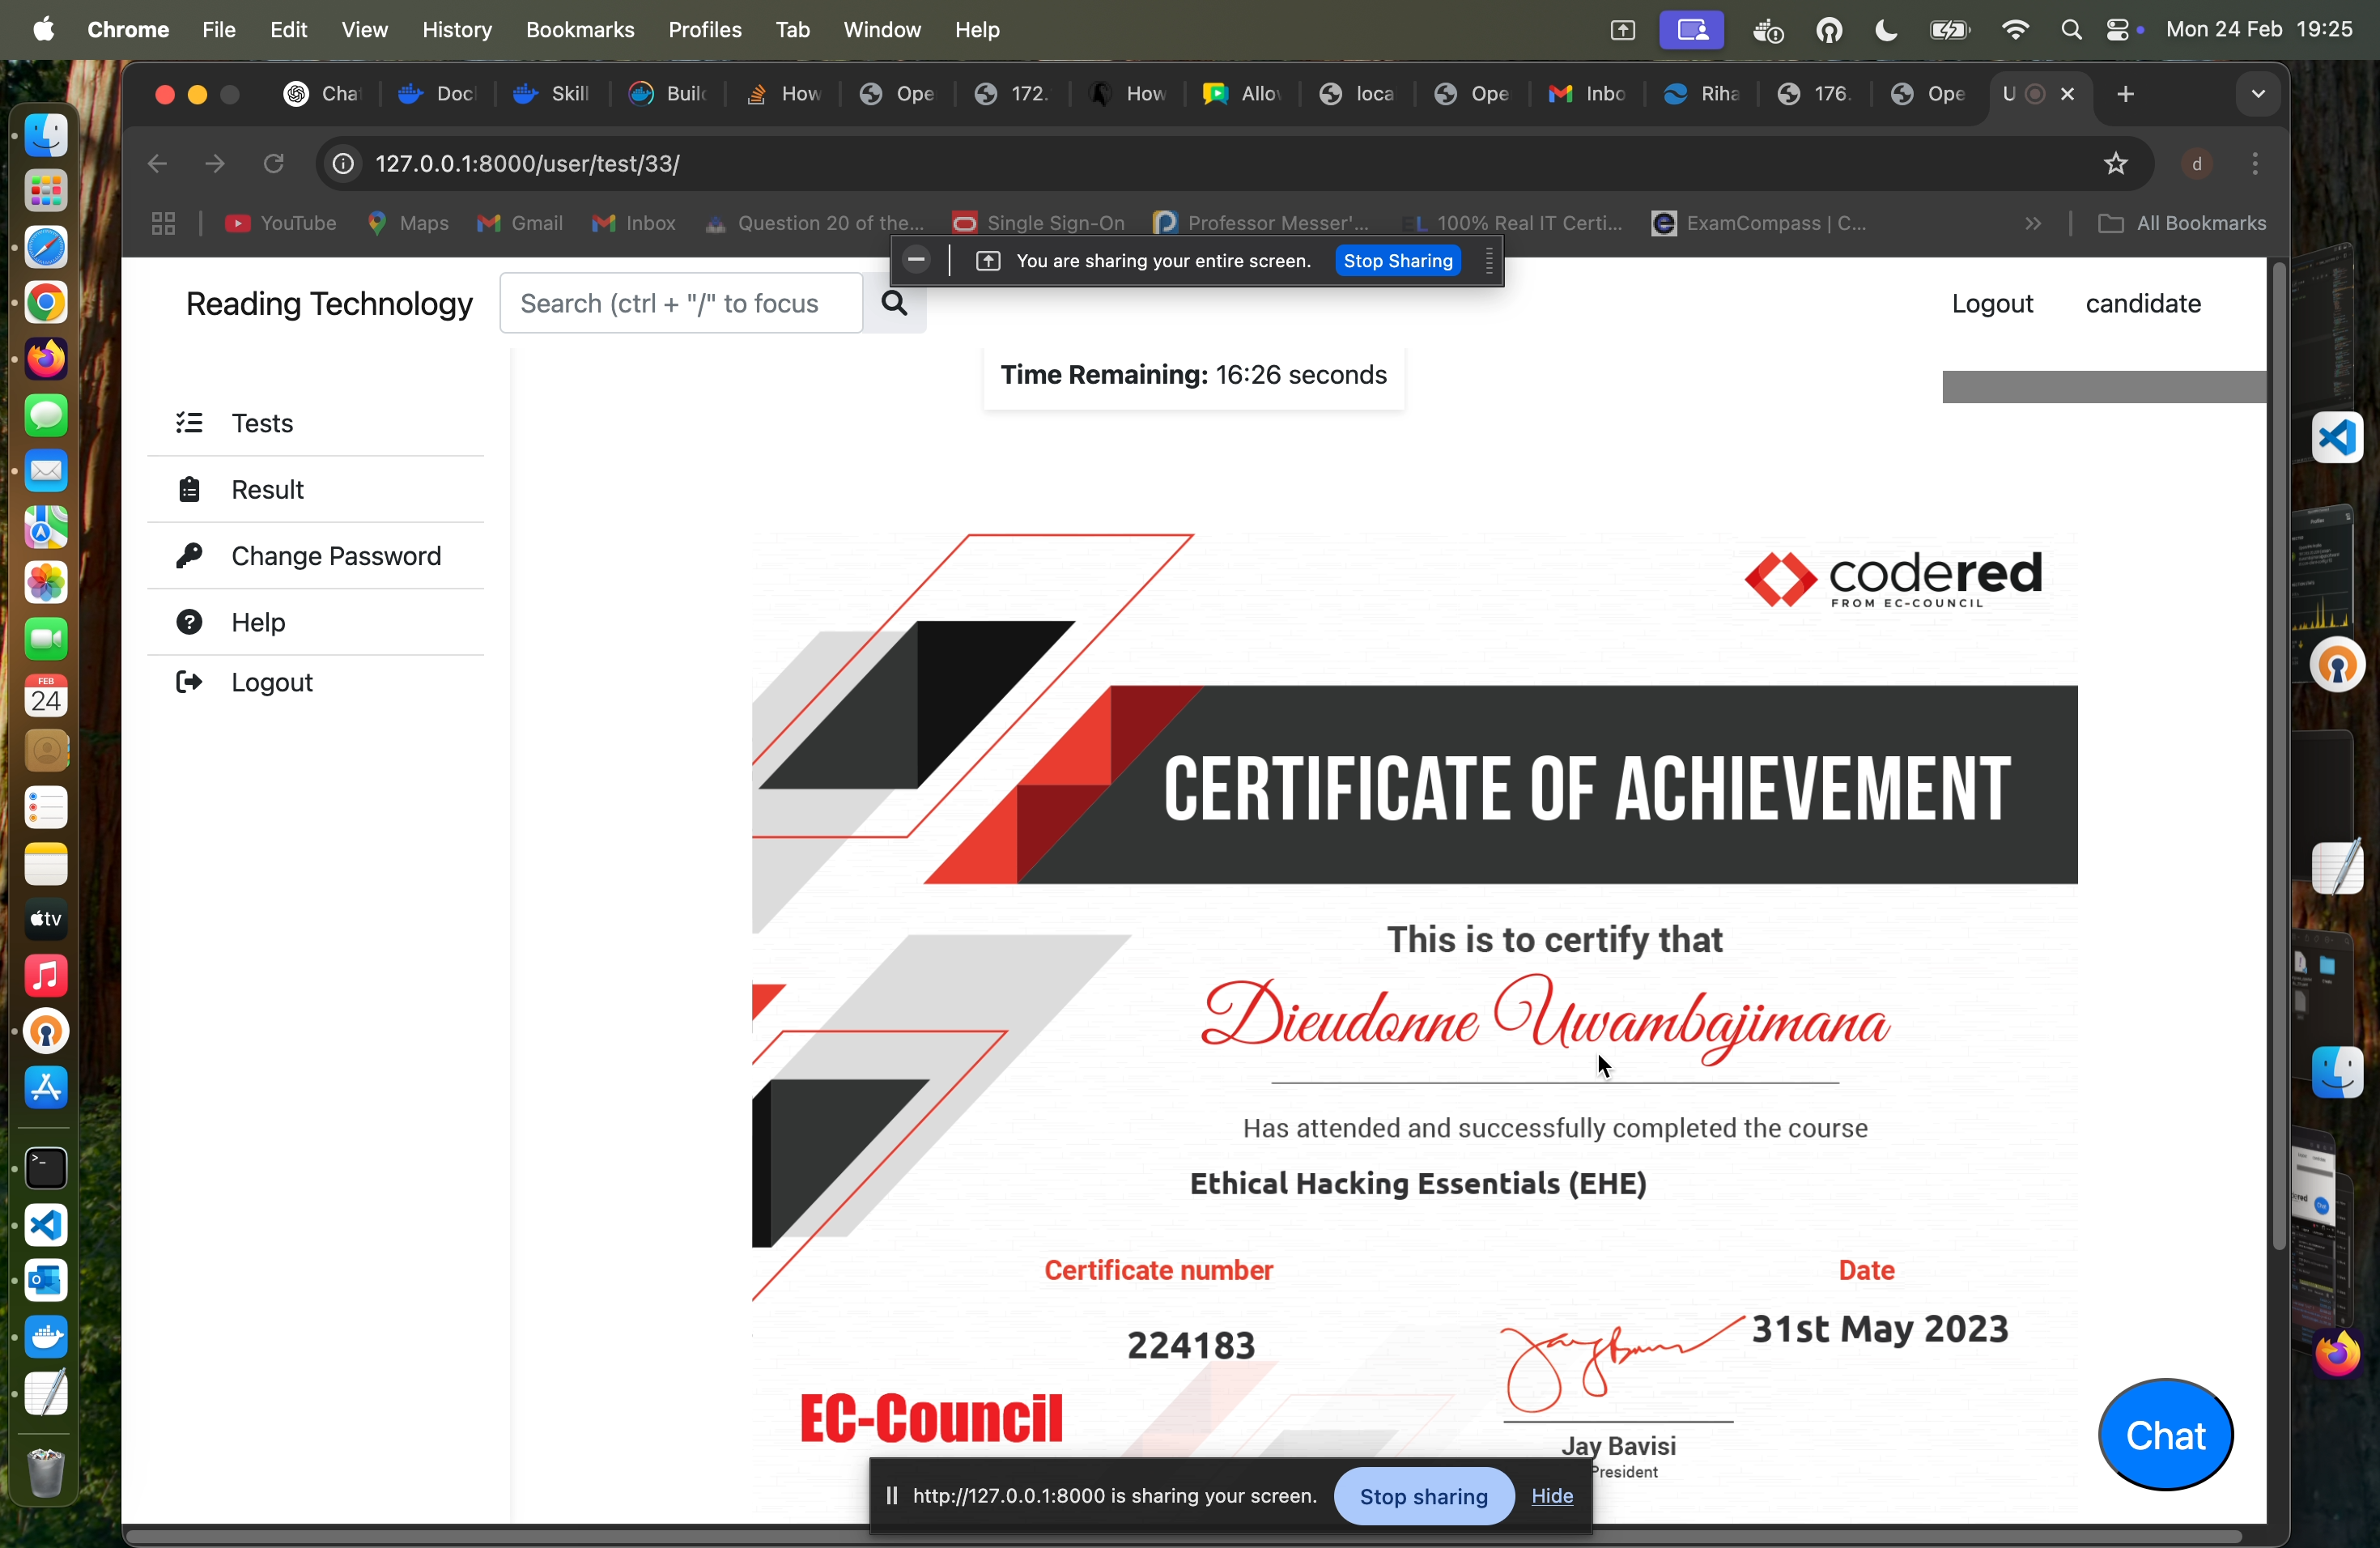 Chrome File Edit View History Bookmarks Profiles Tab Window Help Mon 24 Feb 19:25
Cha Doc Skill Buil How Ope 172. How Allo loca Ope Inbo Riha 176. Ope U
127.0.0.1:8000/user/test/33/ d
YouTube Maps Gmail Inbox Question 20 of the... Single Sign-On Professor Messer'... EL 100% Real IT Certi... ExamCompass | C... » All Bookmarks
You are sharing your entire screen. Stop Sharing
Reading Technology Search (ctrl + "/" to focus Logout candidate
Time Remaining: 16:26 seconds
Tests
Result
Change Password
Help
Logout
codered
FROM EC-COUNCIL
CERTIFICATE OF ACHIEVEMENT
This is to certify that
Dieudonne Uwambajimana
Has attended and successfully completed the course
Ethical Hacking Essentials (EHE)
Certificate number Date
224183 31st May 2023
EC-Council
Jay Bavisi
President
Chat
http://127.0.0.1:8000 is sharing your screen. Stop sharing Hide
FEB
24
tv